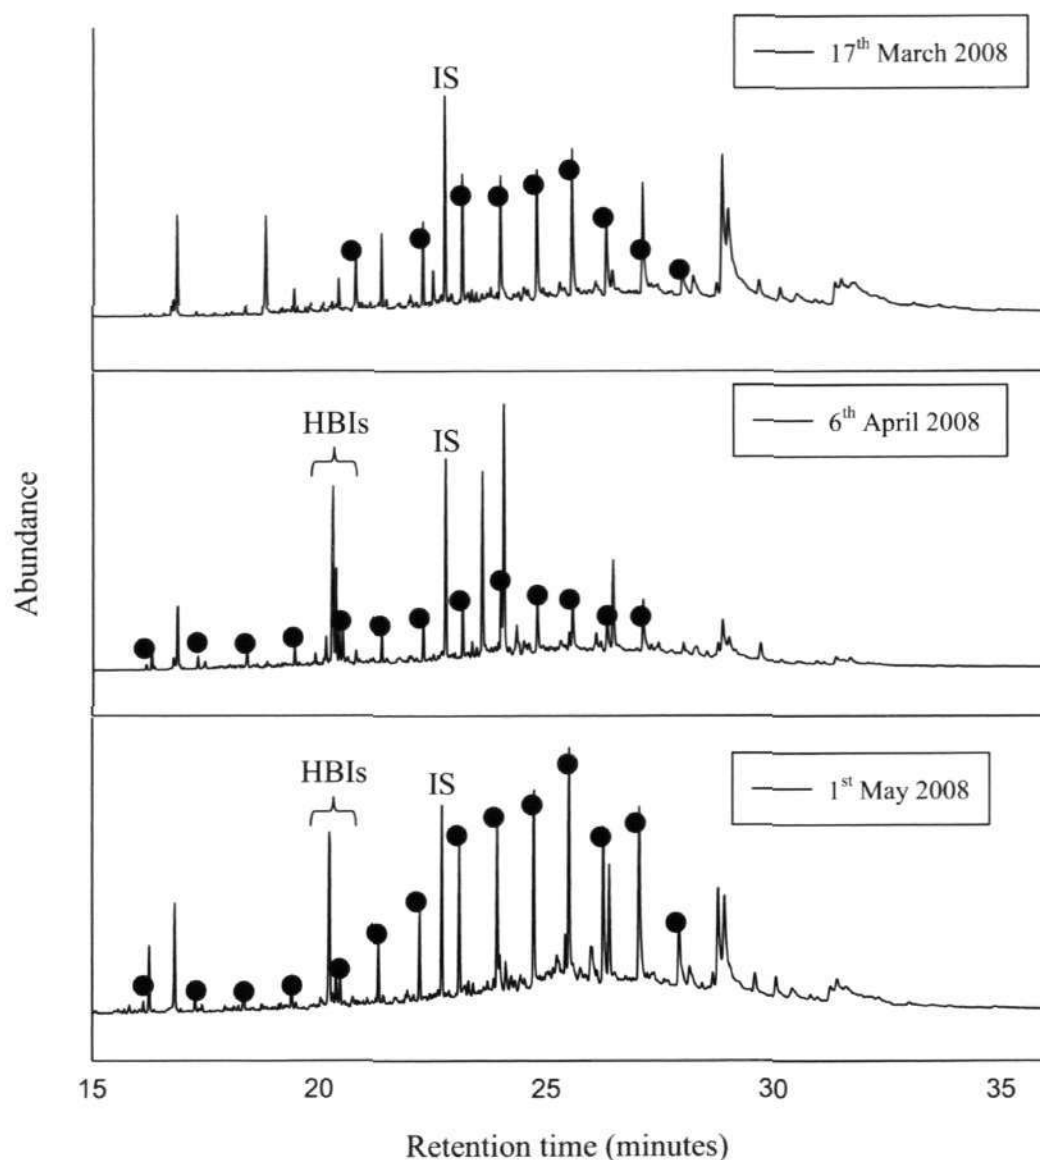 IS
17th March 2008
HBIs
IS
6th April 2008
Abundance
HBIs
IS
1st May 2008
15 20 25 30 35
Retention time (minutes)